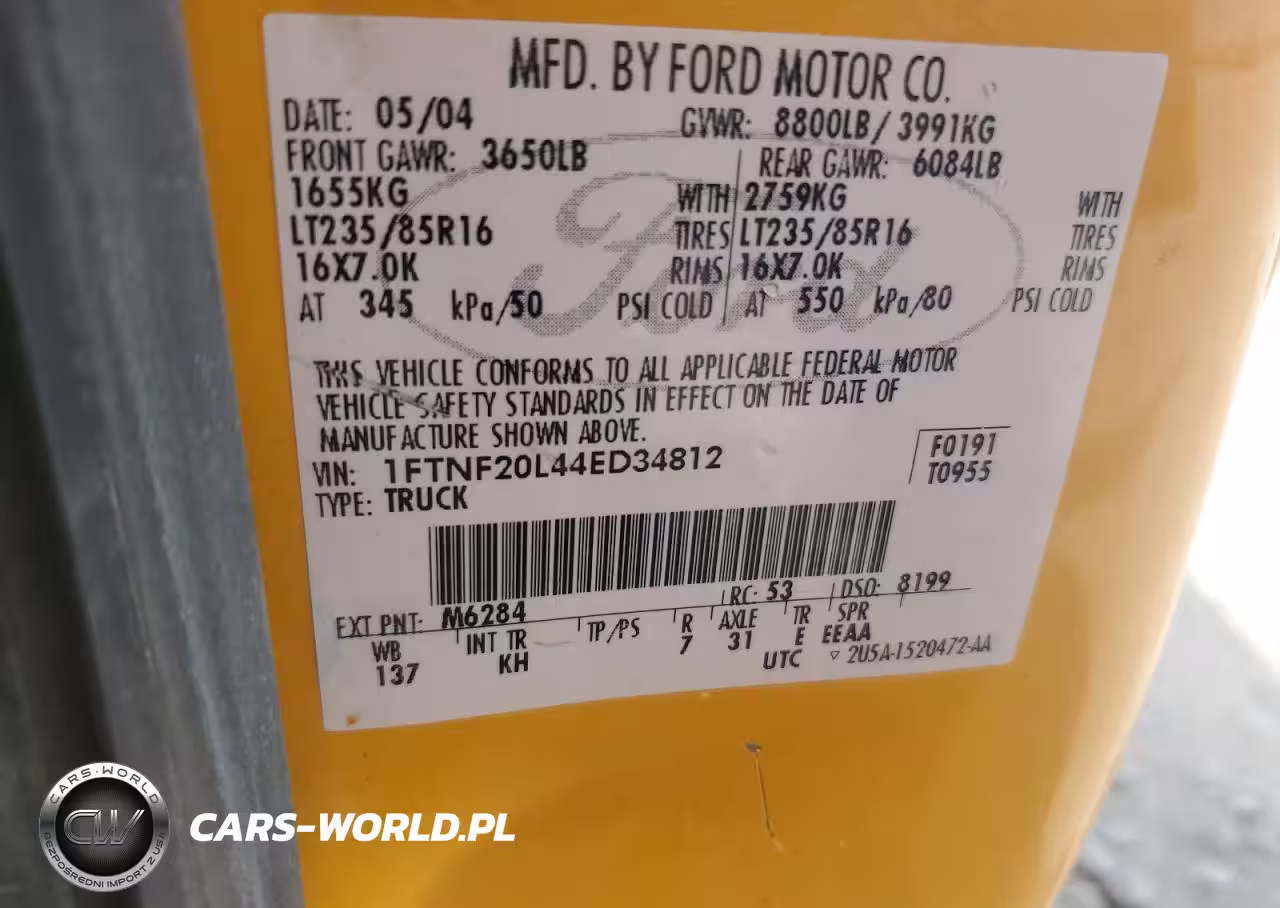 MFD. BY FORD MOTOR CO.
DATE: 05/04 GVWR: 8800LB/ 3991KG
FRONT GAWR: 3650LB REAR GAWR: 6084LB
1655KG WITH 2759KG WITH
LT235/85R16 TIRES LT235/85R16 TIRES
16X7.0K RIMS 16X7.0K RIMS
AT 345 kPa/50 PSI COLD AT 550 kPa/80 PSI COLD
Ford
THIS VEHICLE CONFORMS TO ALL APPLICABLE FEDERAL MOTOR
VEHICLE SAFETY STANDARDS IN EFFECT ON THE DATE OF
MANUFACTURE SHOWN ABOVE.
VIN: 1FTNF20L44ED34812 F0191
TYPE: TRUCK T0955
EXT PNT: M6284 RC: 53 DSO: 8199
WB INT TR TP/PS R AXLE TR SPR
137 KH 7 31 E EEAA
UTC ▽ 2U5A-1520472-AA
CARS-WORLD
CW
BEZPOŚREDNI IMPORT Z USA
CARS-WORLD.PL